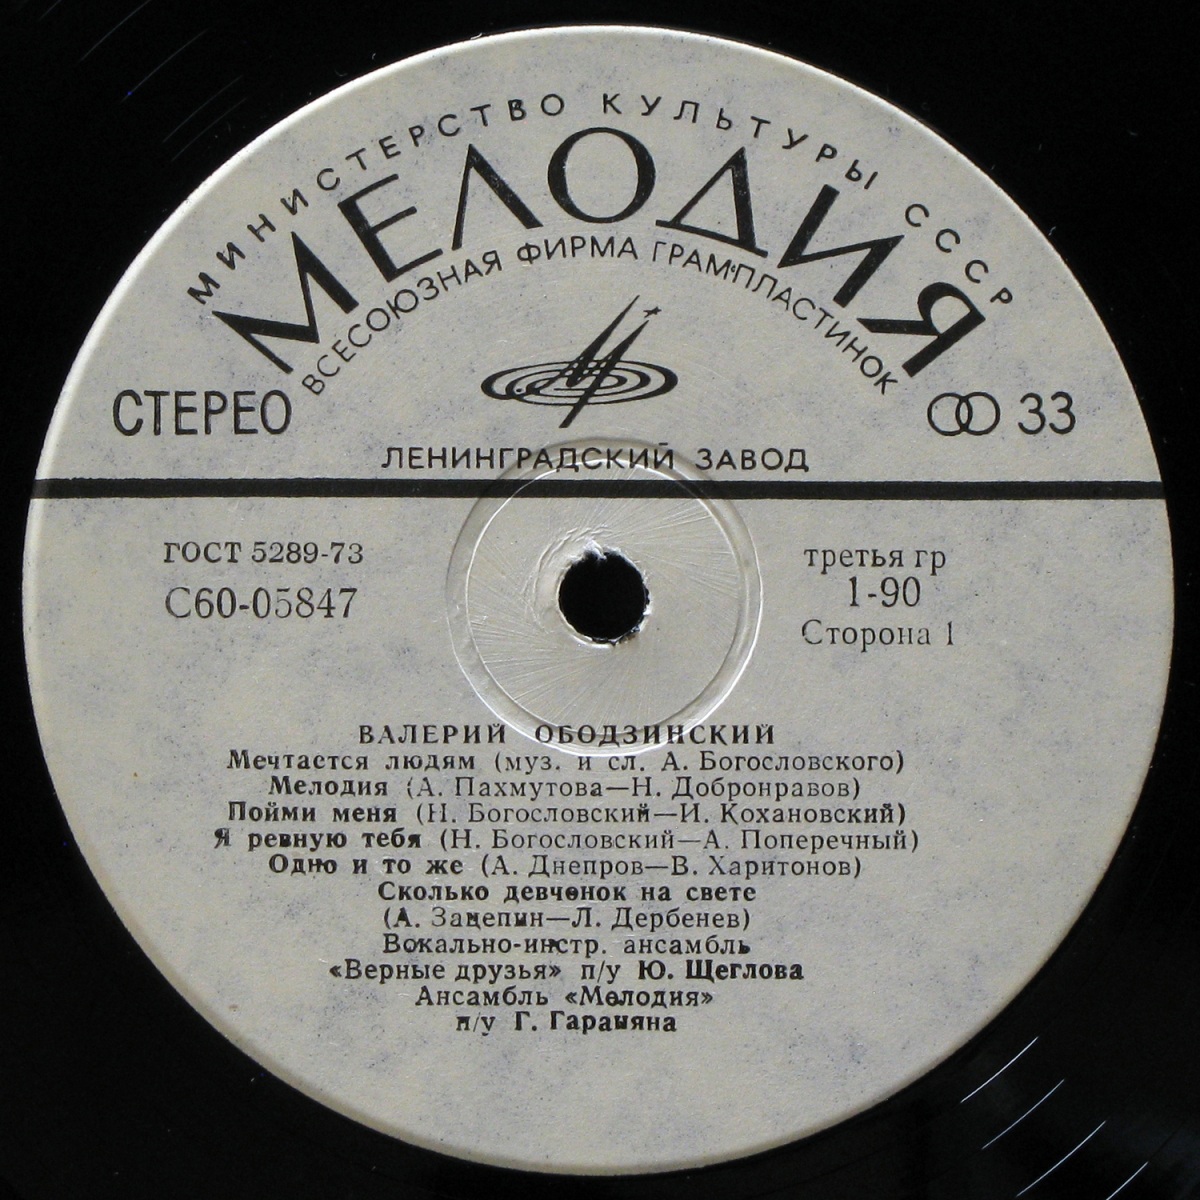 МИНИСТЕРСТВО КУЛЬТУРЫ СССР
МЕЛОДИЯ
ВСЕСОЮЗНАЯ ФИРМА ГРАМПЛАСТИНОК
СТЕРЕО
33
ЛЕНИНГРАДСКИЙ ЗАВОД
ГОСТ 5289-73
С60-05847
третья гр
1-90
Сторона 1
ВАЛЕРИЙ ОБОДЗИНСКИЙ
Мечтается людям (муз. и сл. А. Богословского)
Мелодия (А. Пахмутова—Н. Добронравов)
Пойми меня (Н. Богословский—И. Кохановский)
Я ревную тебя (Н. Богословский—А. Поперечный)
Одно и то же (А. Днепров—В. Харитонов)
Сколько девчонок на свете
(А. Зацепин—Л. Дербенев)
Вокально-инстр. ансамбль
«Верные друзья» п/у Ю. Щеглова
Ансамбль «Мелодия»
п/у Г. Гараняна